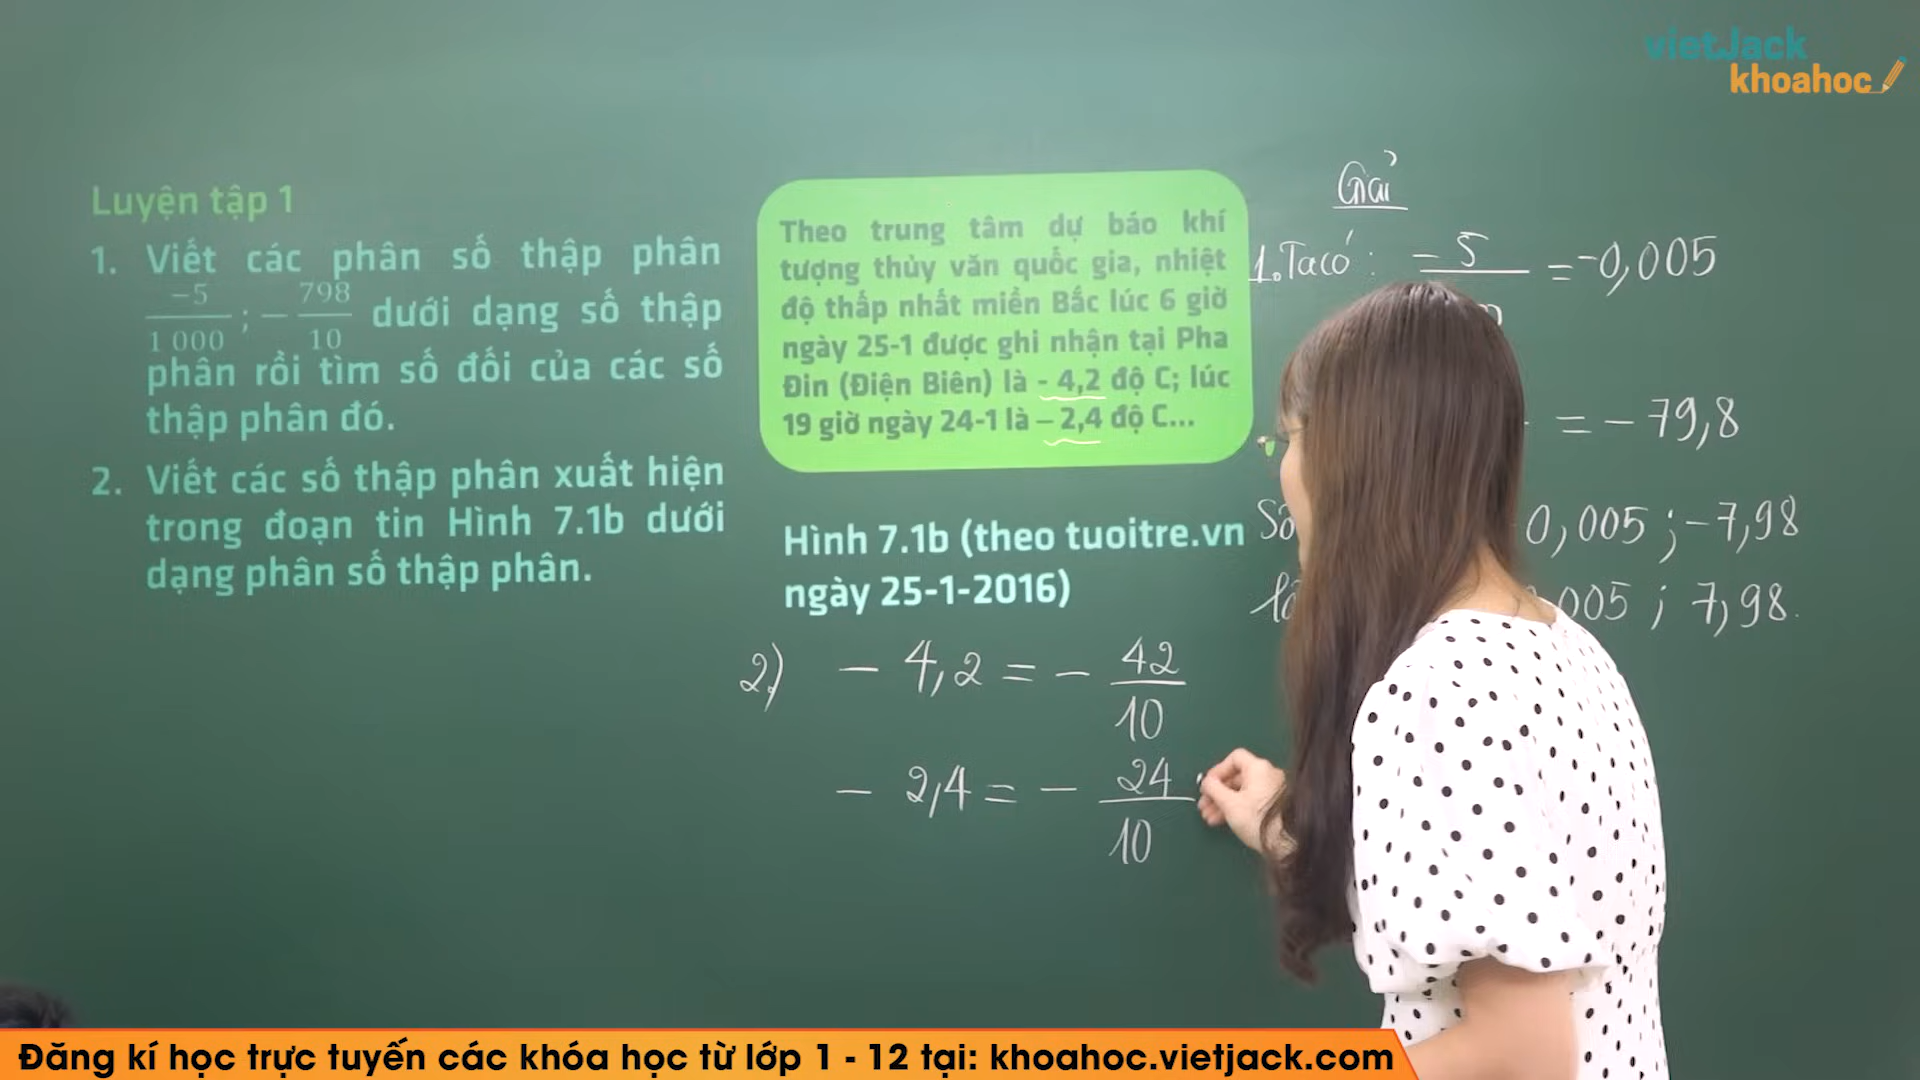 vietJack
khoahoc
Luyện tập 1
1. Viết các phân số thập phân
-5/1 000 ; - 798/10 dưới dạng số thập
phân rồi tìm số đối của các số
thập phân đó.
2. Viết các số thập phân xuất hiện
trong đoạn tin Hình 7.1b dưới
dạng phân số thập phân.
Theo trung tâm dự báo khí
tượng thủy văn quốc gia, nhiệt
độ thấp nhất miền Bắc lúc 6 giờ
ngày 25-1 được ghi nhận tại Pha
Đin (Điện Biên) là - 4,2 độ C; lúc
19 giờ ngày 24-1 là – 2,4 độ C...
Hình 7.1b (theo tuoitre.vn
ngày 25-1-2016)
2) - 4,2 = - 42/10
- 2,4 = - 24/10
Giải
1. Ta có: -5 = -0,005
= - 79,8
Số 0,005 ; -7,98
là 005 ; 7,98.
Đăng kí học trực tuyến các khóa học từ lớp 1 - 12 tại: khoahoc.vietjack.com